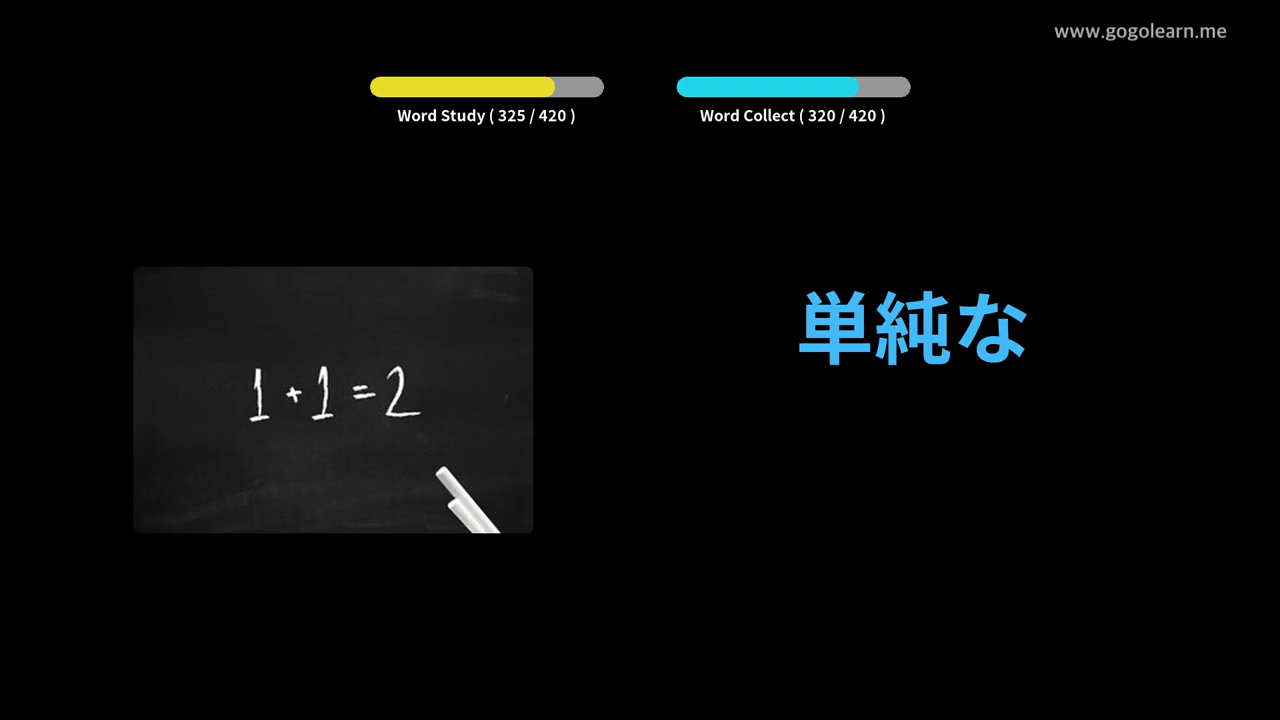 www.gogolearn.me
Word Study ( 325 / 420 )
Word Collect ( 320 / 420 )
単純な
1 + 1 = 2